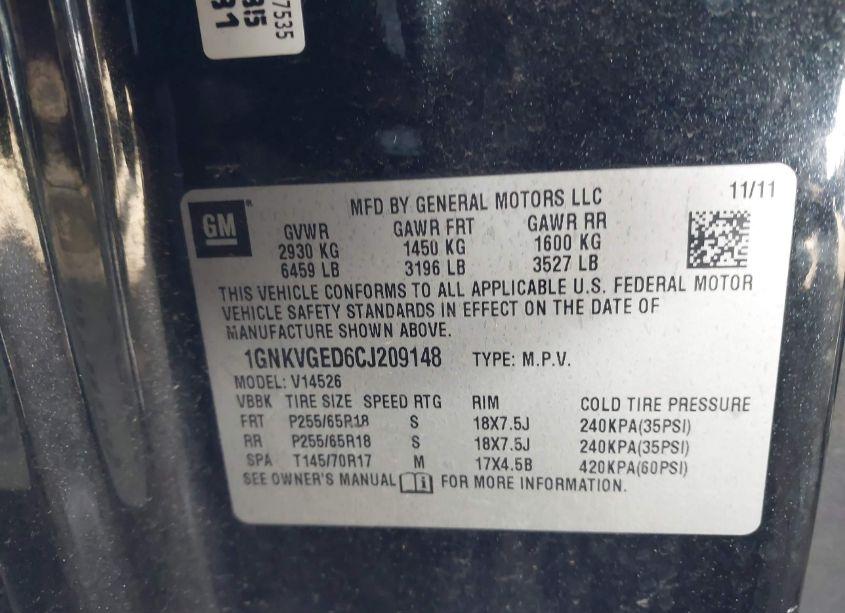 7535
31
GM
MFD BY GENERAL MOTORS LLC 11/11
GVWR GAWR FRT GAWR RR
2930 KG 1450 KG 1600 KG
6459 LB 3196 LB 3527 LB
THIS VEHICLE CONFORMS TO ALL APPLICABLE U.S. FEDERAL MOTOR
VEHICLE SAFETY STANDARDS IN EFFECT ON THE DATE OF
MANUFACTURE SHOWN ABOVE.
1GNKVGED6CJ209148 TYPE: M.P.V.
MODEL: V14526
VBBK TIRE SIZE SPEED RTG RIM COLD TIRE PRESSURE
FRT P255/65R18 S 18X7.5J 240KPA(35PSI)
RR P255/65R18 S 18X7.5J 240KPA(35PSI)
SPA T145/70R17 M 17X4.5B 420KPA(60PSI)
SEE OWNER'S MANUAL FOR MORE INFORMATION.